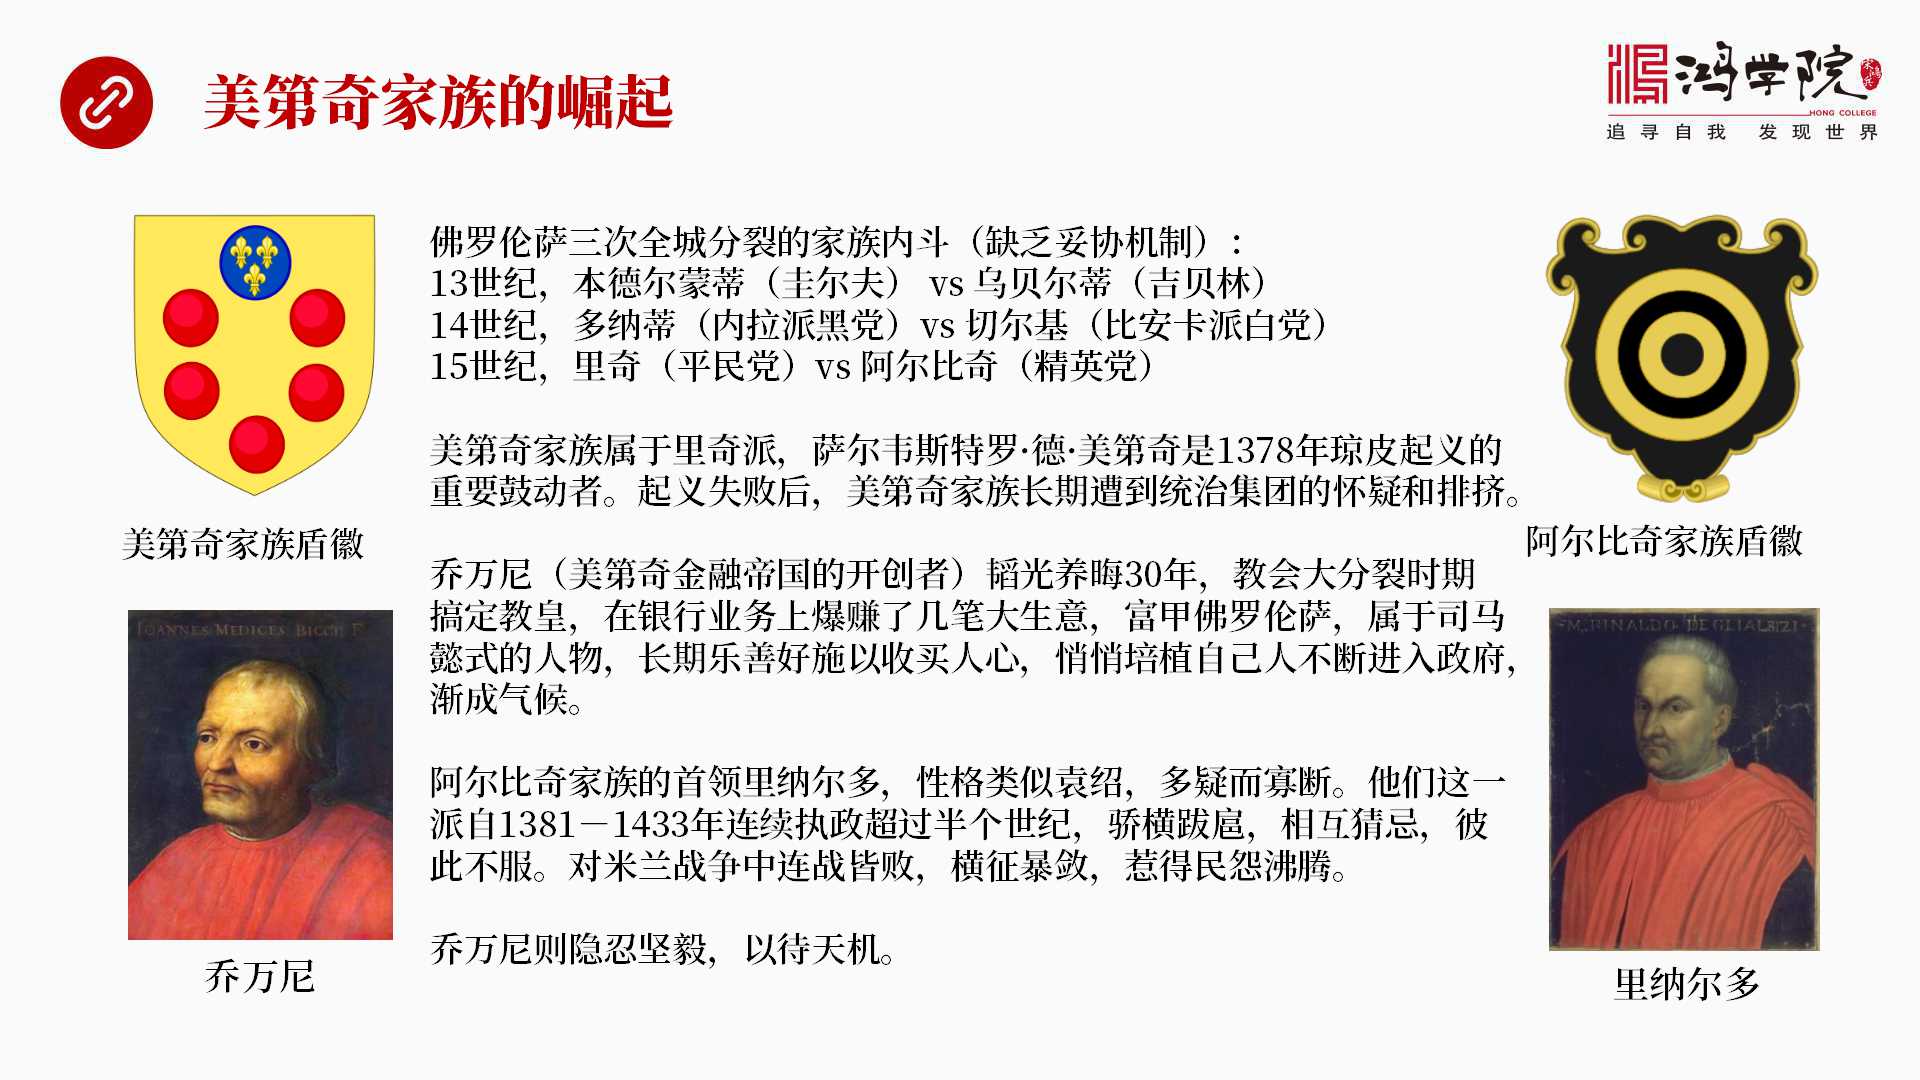 美第奇家族的崛起
鸿学院
宋鸿兵
HONG COLLEGE
追寻自我 发现世界
佛罗伦萨三次全城分裂的家族内斗（缺乏妥协机制）：
13世纪，本德尔蒙蒂（圭尔夫） vs 乌贝尔蒂（吉贝林）
14世纪，多纳蒂（内拉派黑党）vs 切尔基（比安卡派白党）
15世纪，里奇（平民党）vs 阿尔比奇（精英党）
美第奇家族属于里奇派，萨尔韦斯特罗·德·美第奇是1378年琼皮起义的
重要鼓动者。起义失败后，美第奇家族长期遭到统治集团的怀疑和排挤。
乔万尼（美第奇金融帝国的开创者）韬光养晦30年，教会大分裂时期
搞定教皇，在银行业务上爆赚了几笔大生意，富甲佛罗伦萨，属于司马
懿式的人物，长期乐善好施以收买人心，悄悄培植自己人不断进入政府，
渐成气候。
阿尔比奇家族的首领里纳尔多，性格类似袁绍，多疑而寡断。他们这一
派自1381－1433年连续执政超过半个世纪，骄横跋扈，相互猜忌，彼
此不服。对米兰战争中连战皆败，横征暴敛，惹得民怨沸腾。
乔万尼则隐忍坚毅，以待天机。
美第奇家族盾徽
IOANNES MEDICES BICCII F
乔万尼
阿尔比奇家族盾徽
M. RINALDO DEGLI ALBIZI
里纳尔多